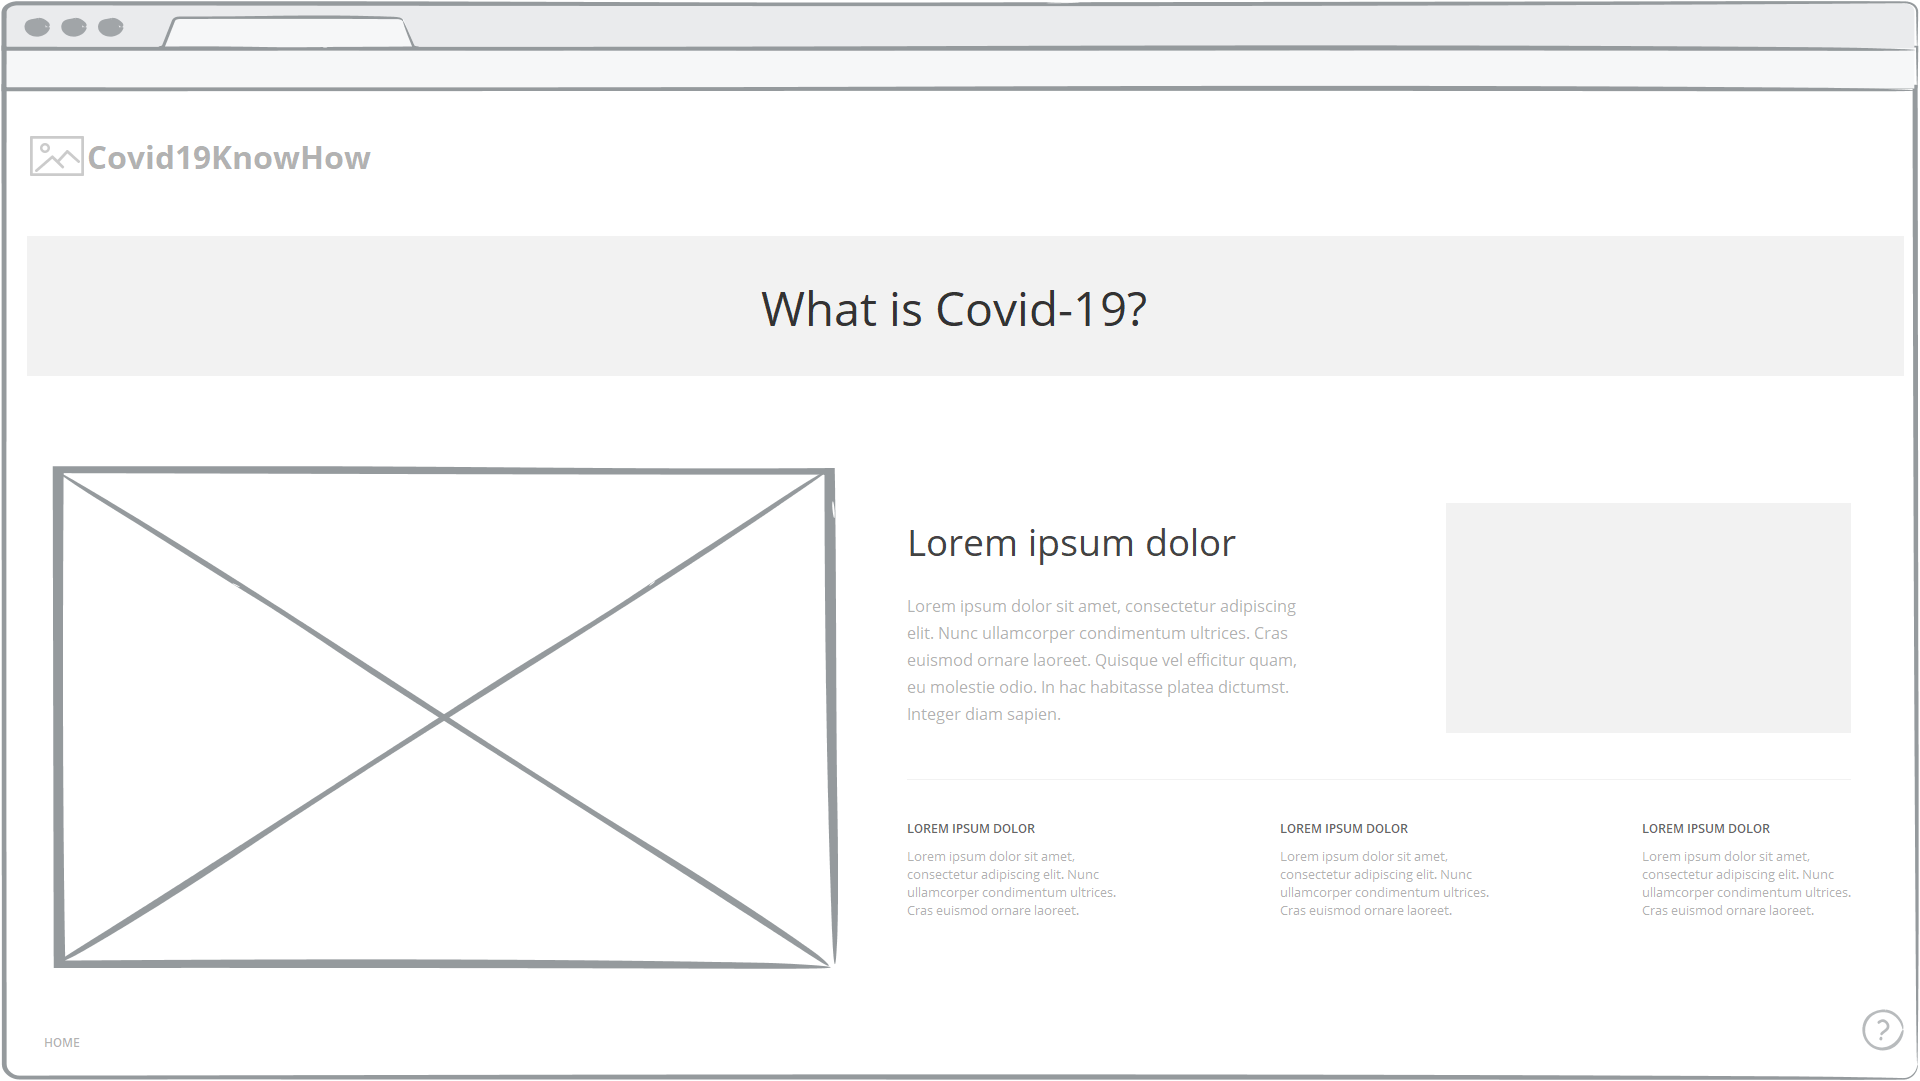 Covid19KnowHow
What is Covid-19?
Lorem ipsum dolor
Lorem ipsum dolor sit amet, consectetur adipiscing
elit. Nunc ullamcorper condimentum ultrices. Cras
euismod ornare laoreet. Quisque vel efficitur quam,
eu molestie odio. In hac habitasse platea dictumst.
Integer diam sapien.
LOREM IPSUM DOLOR
Lorem ipsum dolor sit amet,
consectetur adipiscing elit. Nunc
ullamcorper condimentum ultrices.
Cras euismod ornare laoreet.
LOREM IPSUM DOLOR
Lorem ipsum dolor sit amet,
consectetur adipiscing elit. Nunc
ullamcorper condimentum ultrices.
Cras euismod ornare laoreet.
LOREM IPSUM DOLOR
Lorem ipsum dolor sit amet,
consectetur adipiscing elit. Nunc
ullamcorper condimentum ultrices.
Cras euismod ornare laoreet.
HOME
?